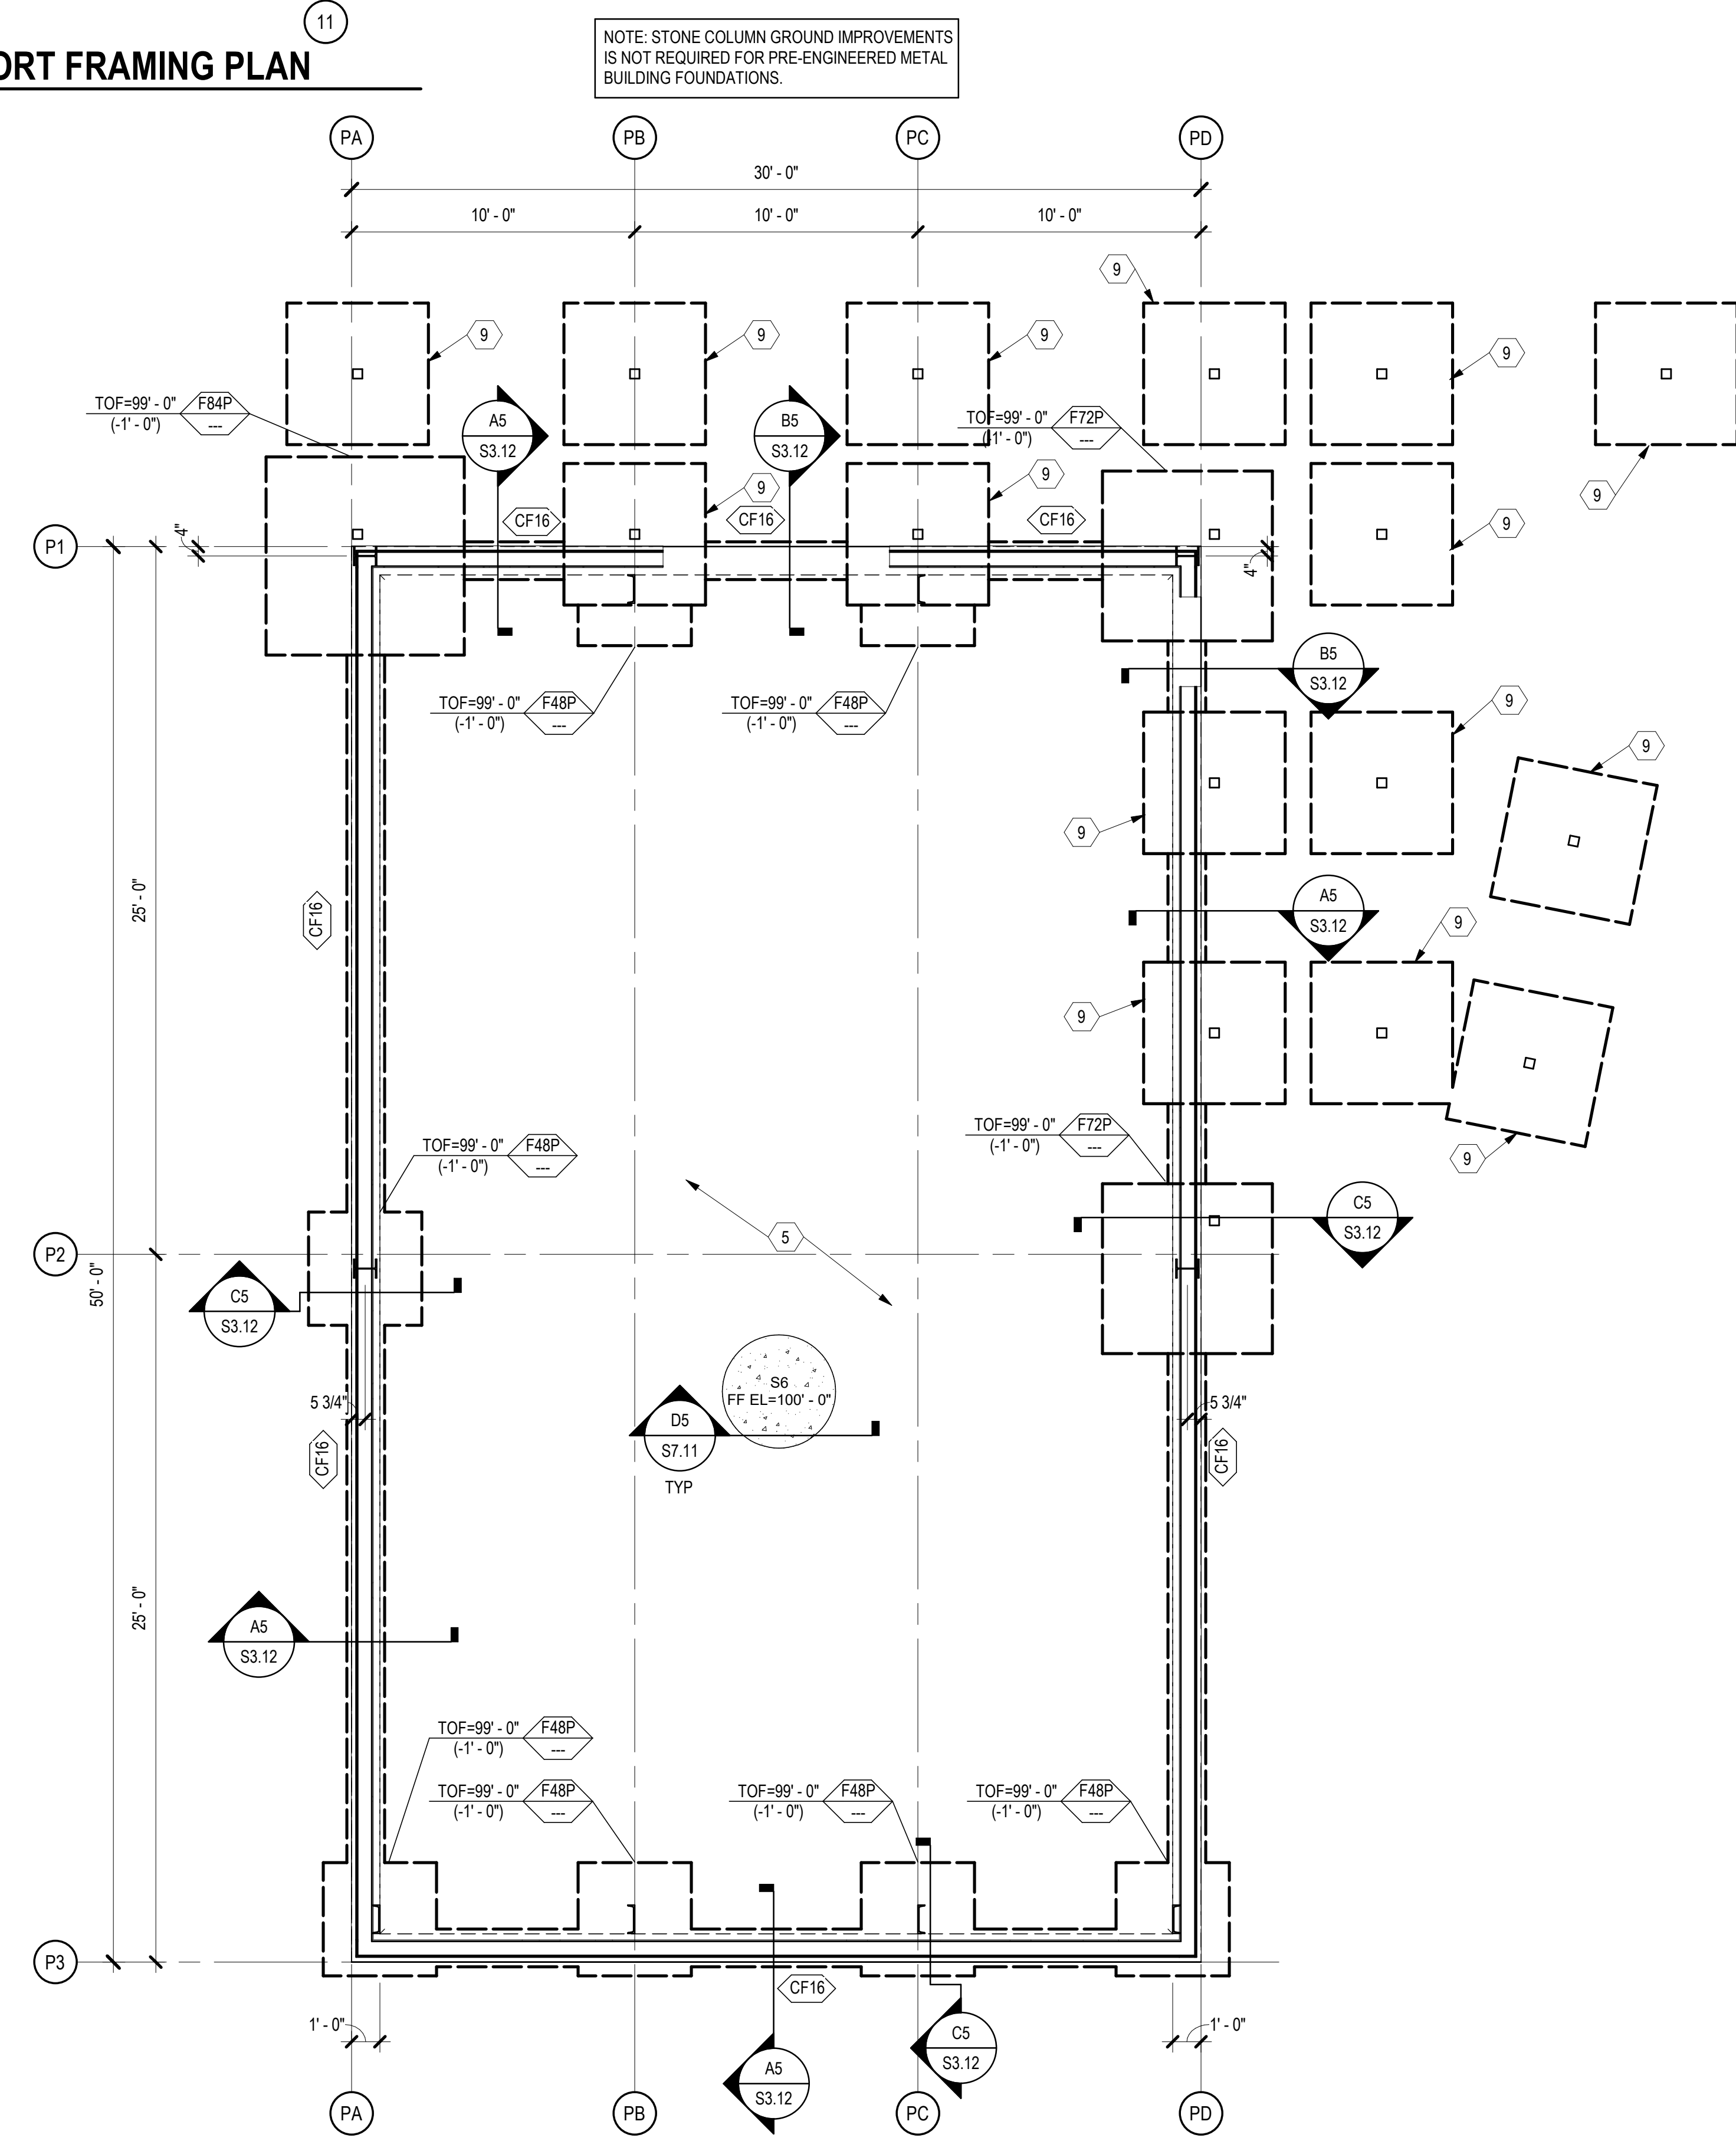 11
ORT FRAMING PLAN
NOTE: STONE COLUMN GROUND IMPROVEMENTS
IS NOT REQUIRED FOR PRE-ENGINEERED METAL
BUILDING FOUNDATIONS.
PA
PB
PC
PD
30' - 0"
10' - 0"
10' - 0"
10' - 0"
9
9
9
9
9
TOF=99' - 0"
(-1' - 0")
F84P
---
A5
S3.12
B5
S3.12
TOF=99' - 0"
(-1' - 0")
F72P
---
9
9
9
9
CF16
CF16
CF16
P1
4"
4"
B5
S3.12
TOF=99' - 0"
(-1' - 0")
F48P
---
TOF=99' - 0"
(-1' - 0")
F48P
---
9
9
9
25' - 0"
CF16
A5
S3.12
9
9
TOF=99' - 0"
(-1' - 0")
F48P
---
TOF=99' - 0"
(-1' - 0")
F72P
---
9
C5
S3.12
5
P2
50' - 0"
C5
S3.12
S6
FF EL=100' - 0"
5 3/4"
5 3/4"
D5
S7.11
TYP
CF16
CF16
25' - 0"
A5
S3.12
TOF=99' - 0"
(-1' - 0")
F48P
---
TOF=99' - 0"
(-1' - 0")
F48P
---
TOF=99' - 0"
(-1' - 0")
F48P
---
TOF=99' - 0"
(-1' - 0")
F48P
---
P3
CF16
1' - 0"
1' - 0"
C5
S3.12
A5
S3.12
PA
PB
PC
PD